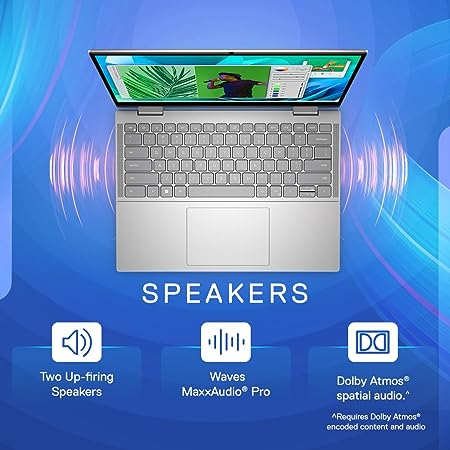 SPEAKERS
Two Up-firing
Speakers
Waves
MaxxAudio® Pro
Dolby Atmos®
spatial audio.^
^Requires Dolby Atmos®
encoded content and audio